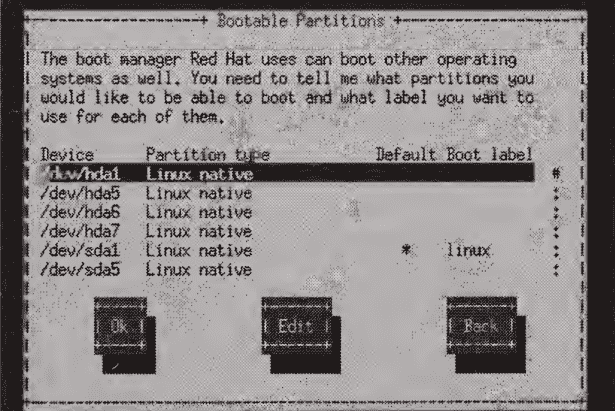 Bootable Partitions
The boot manager Red Hat uses can boot other operating
systems as well. You need to tell me what partitions you
would like to be able to boot and what label you want to
use for each of them.
Device Partition type Default Boot label
/dev/hda1 Linux native #
/dev/hda5 Linux native :
/dev/hda6 Linux native :
/dev/hda7 Linux native :
/dev/sda1 Linux native * linux :
/dev/sda5 Linux native :
Ok Edit Back